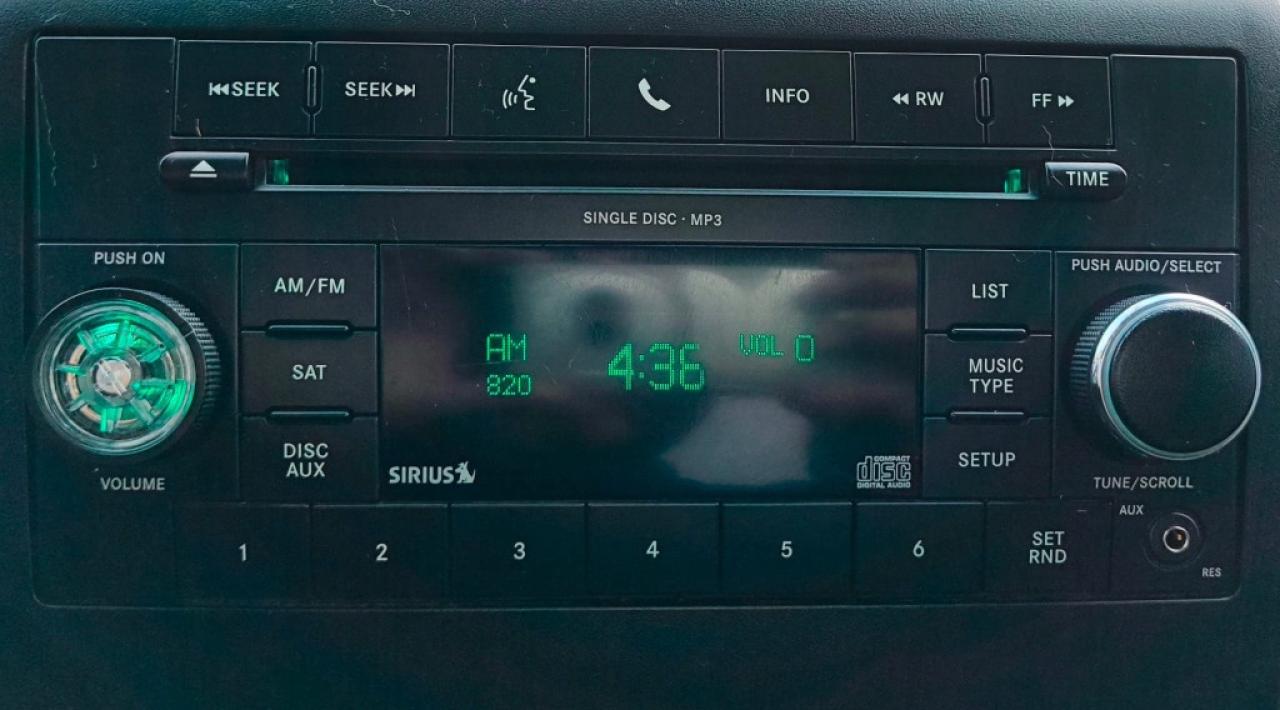 SEEK
SEEK
INFO
RW
FF
TIME
SINGLE DISC · MP3
PUSH ON
AM/FM
SAT
DISC
AUX
VOLUME
AM
820
4:36
VOL 0
SIRIUS
COMPACT
disc
DIGITAL AUDIO
LIST
MUSIC
TYPE
SETUP
PUSH AUDIO/SELECT
TUNE/SCROLL
1
2
3
4
5
6
SET
RND
AUX
RES